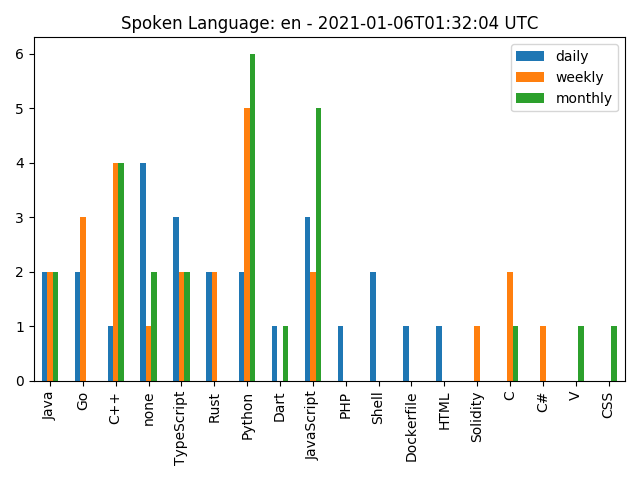 Spoken Language: en - 2021-01-06T01:32:04 UTC
daily
weekly
monthly
6
5
4
3
2
1
0
Java
Go
C++
none
TypeScript
Rust
Python
Dart
JavaScript
PHP
Shell
Dockerfile
HTML
Solidity
C
C#
V
CSS